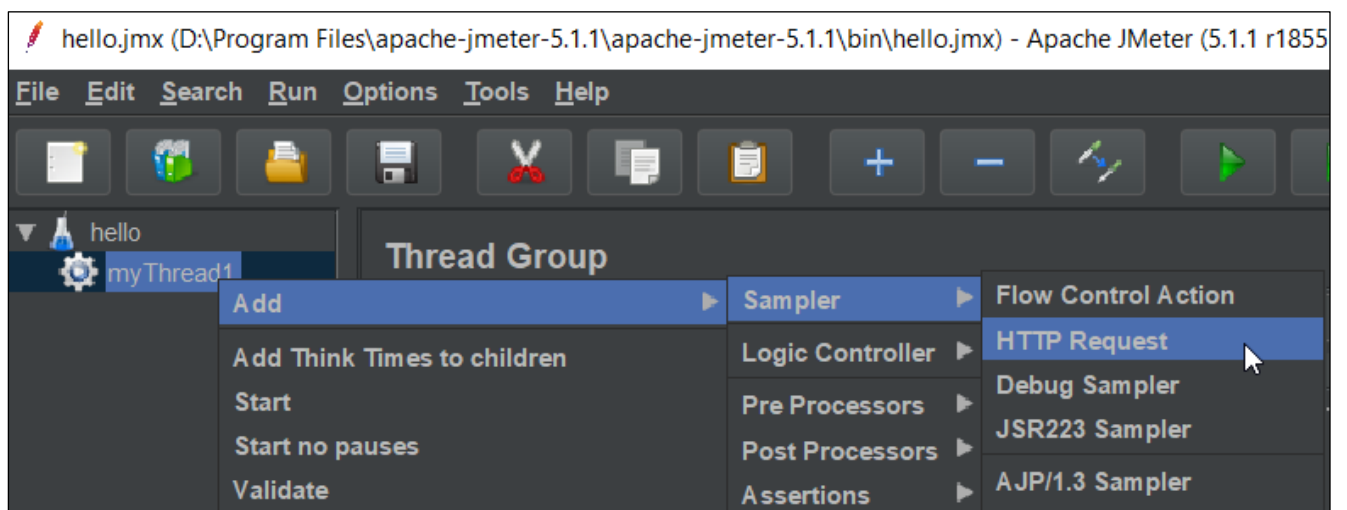 hello.jmx (D:\Program Files\apache-jmeter-5.1.1\apache-jmeter-5.1.1\bin\hello.jmx) - Apache JMeter (5.1.1 r1855
File Edit Search Run Options Tools Help
hello
myThread1
Thread Group
Add
Add Think Times to children
Start
Start no pauses
Validate
Sampler
Logic Controller
Pre Processors
Post Processors
Assertions
Flow Control Action
HTTP Request
Debug Sampler
JSR223 Sampler
AJP/1.3 Sampler